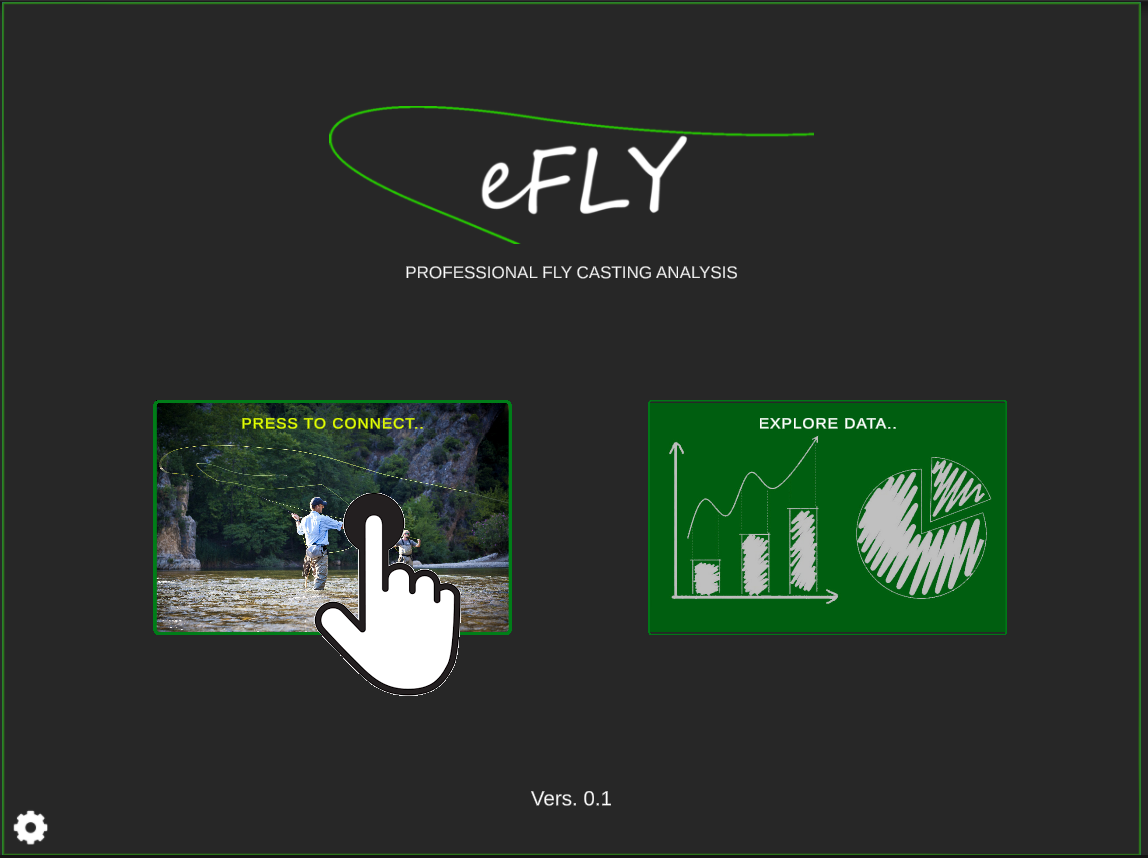 eFLY
PROFESSIONAL FLY CASTING ANALYSIS
PRESS TO CONNECT..
EXPLORE DATA..
Vers. 0.1